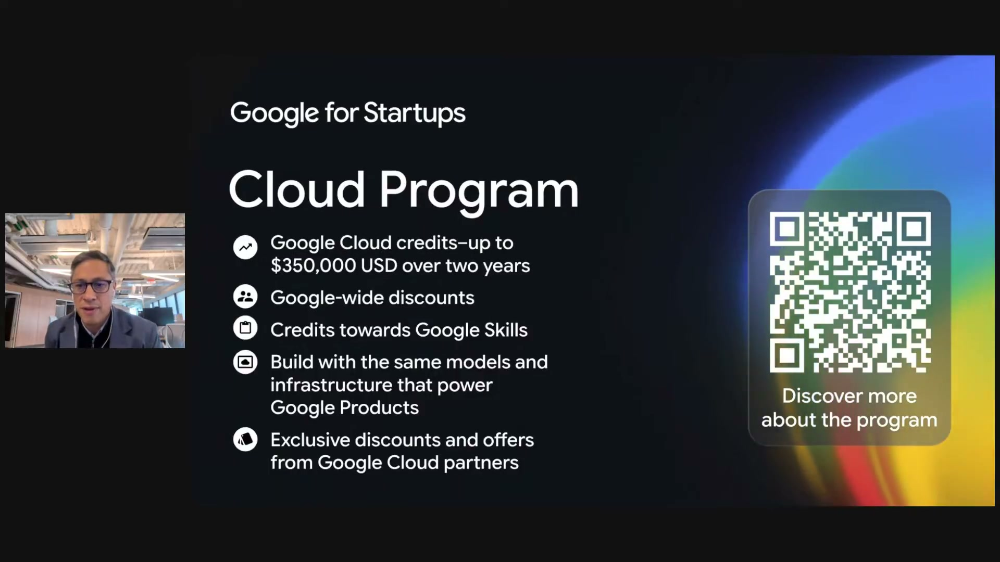 Google for Startups
Cloud Program
Google Cloud credits–up to
$350,000 USD over two years
Google-wide discounts
Credits towards Google Skills
Build with the same models and
infrastructure that power
Google Products
Exclusive discounts and offers
from Google Cloud partners
Discover more
about the program